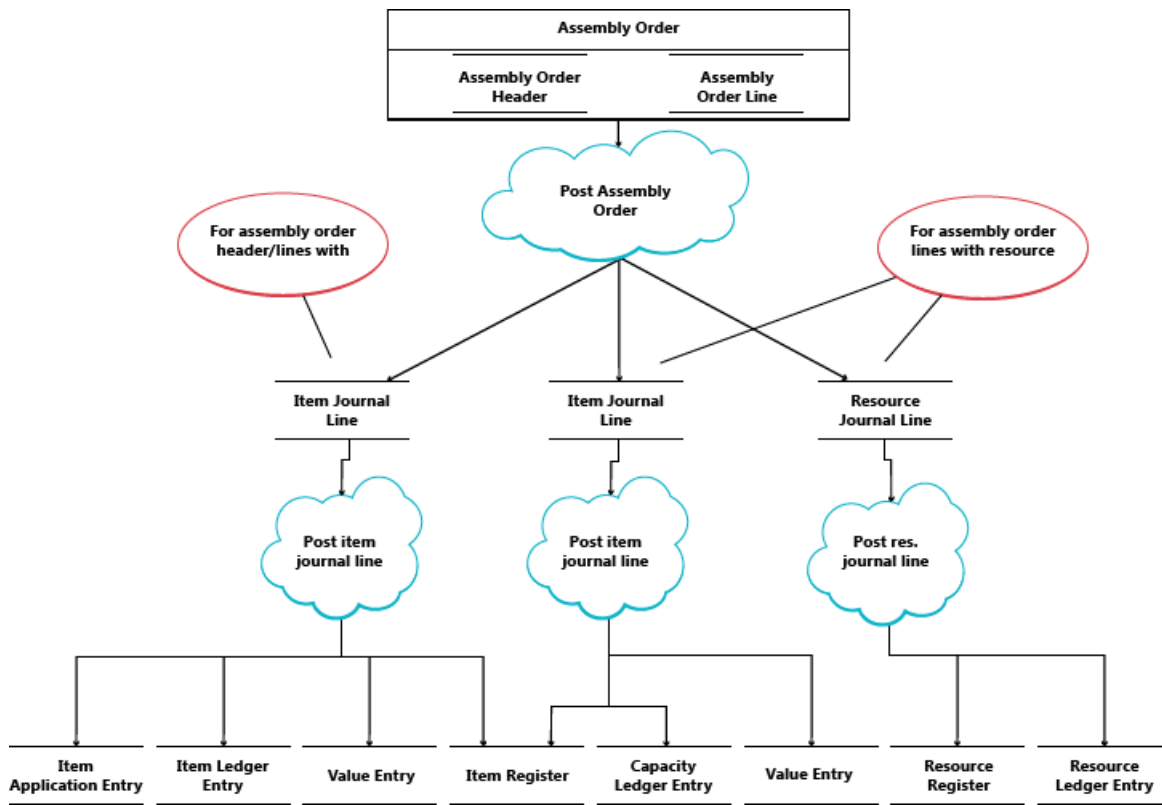 Assembly Order
Assembly Order
Header
Assembly
Order Line
Post Assembly
Order
For assembly order
header/lines with
For assembly order
lines with resource
Item Journal
Line
Item Journal
Line
Resource
Journal Line
Post item
journal line
Post item
journal line
Post res.
journal line
Item
Application Entry
Item Ledger
Entry
Value Entry
Item Register
Capacity
Ledger Entry
Value Entry
Resource
Register
Resource
Ledger Entry